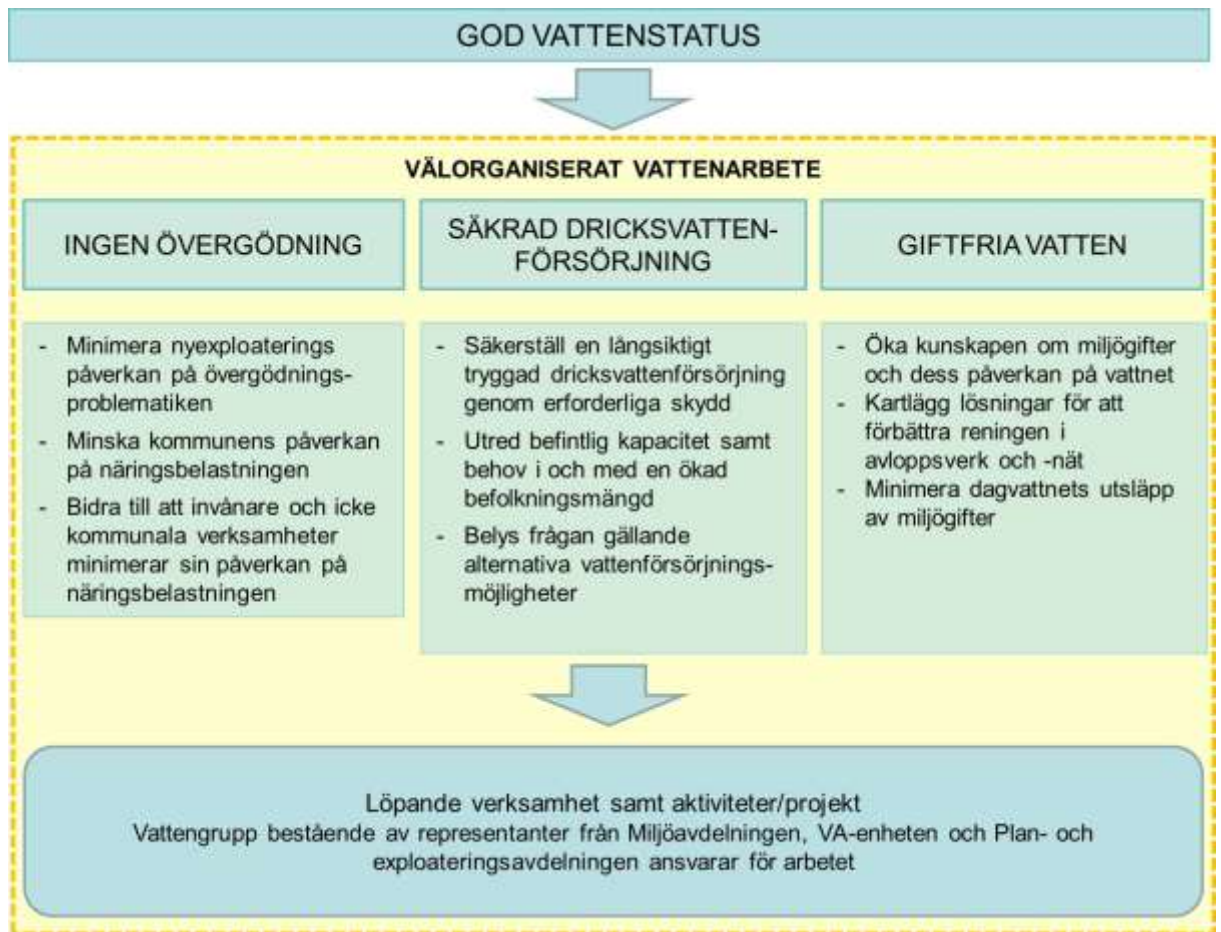 GOD VATTENSTATUS
VÄLORGANISERAT VATTENARBETE
INGEN ÖVERGÖDNING
SÄKRAD DRICKSVATTEN-
FÖRSÖRJNING
GIFTFRIA VATTEN
- Minimera nyexploaterings
påverkan på övergödnings-
problematiken
- Minska kommunens påverkan
på näringsbelastningen
- Bidra till att invånare och icke
kommunala verksamheter
minimerar sin påverkan på
näringsbelastningen
- Säkerställ en långsiktigt
tryggad dricksvattenförsörjning
genom erforderliga skydd
- Utred befintlig kapacitet samt
behov i och med en ökad
befolkningsmängd
- Belys frågan gällande
alternativa vattenförsörjnings-
möjligheter
- Öka kunskapen om miljögifter
och dess påverkan på vattnet
- Kartlägg lösningar för att
förbättra reningen i
avloppsverk och -nät
- Minimera dagvattnets utsläpp
av miljögifter
Löpande verksamhet samt aktiviteter/projekt
Vattengrupp bestående av representanter från Miljöavdelningen, VA-enheten och Plan- och
exploateringsavdelningen ansvarar för arbetet